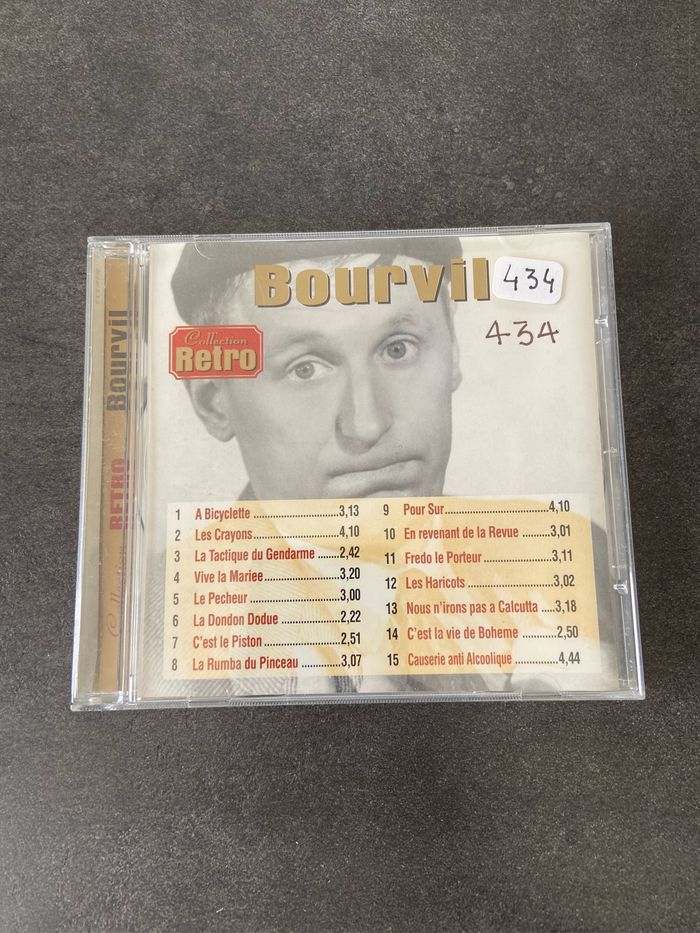 Bourvil
434
434
Collection
Retro
Bourvil
RETRO
Collection
1 A Bicyclette ..................... 3,13
2 Les Crayons..................... 4,10
3 La Tactique du Gendarme ....... 2,42
4 Vive la Mariee................... 3,20
5 Le Pecheur ...................... 3,00
6 La Dondon Dodue ............... 2,22
7 C'est le Piston ................... 2,51
8 La Rumba du Pinceau ............ 3,07
9 Pour Sur.......................... 4,10
10 En revenant de la Revue ......... 3,01
11 Fredo le Porteur .................. 3,11
12 Les Haricots ...................... 3,02
13 Nous n'irons pas a Calcutta .... 3,18
14 C'est la vie de Boheme .......... 2,50
15 Causerie anti Alcoolique ........... 4,44